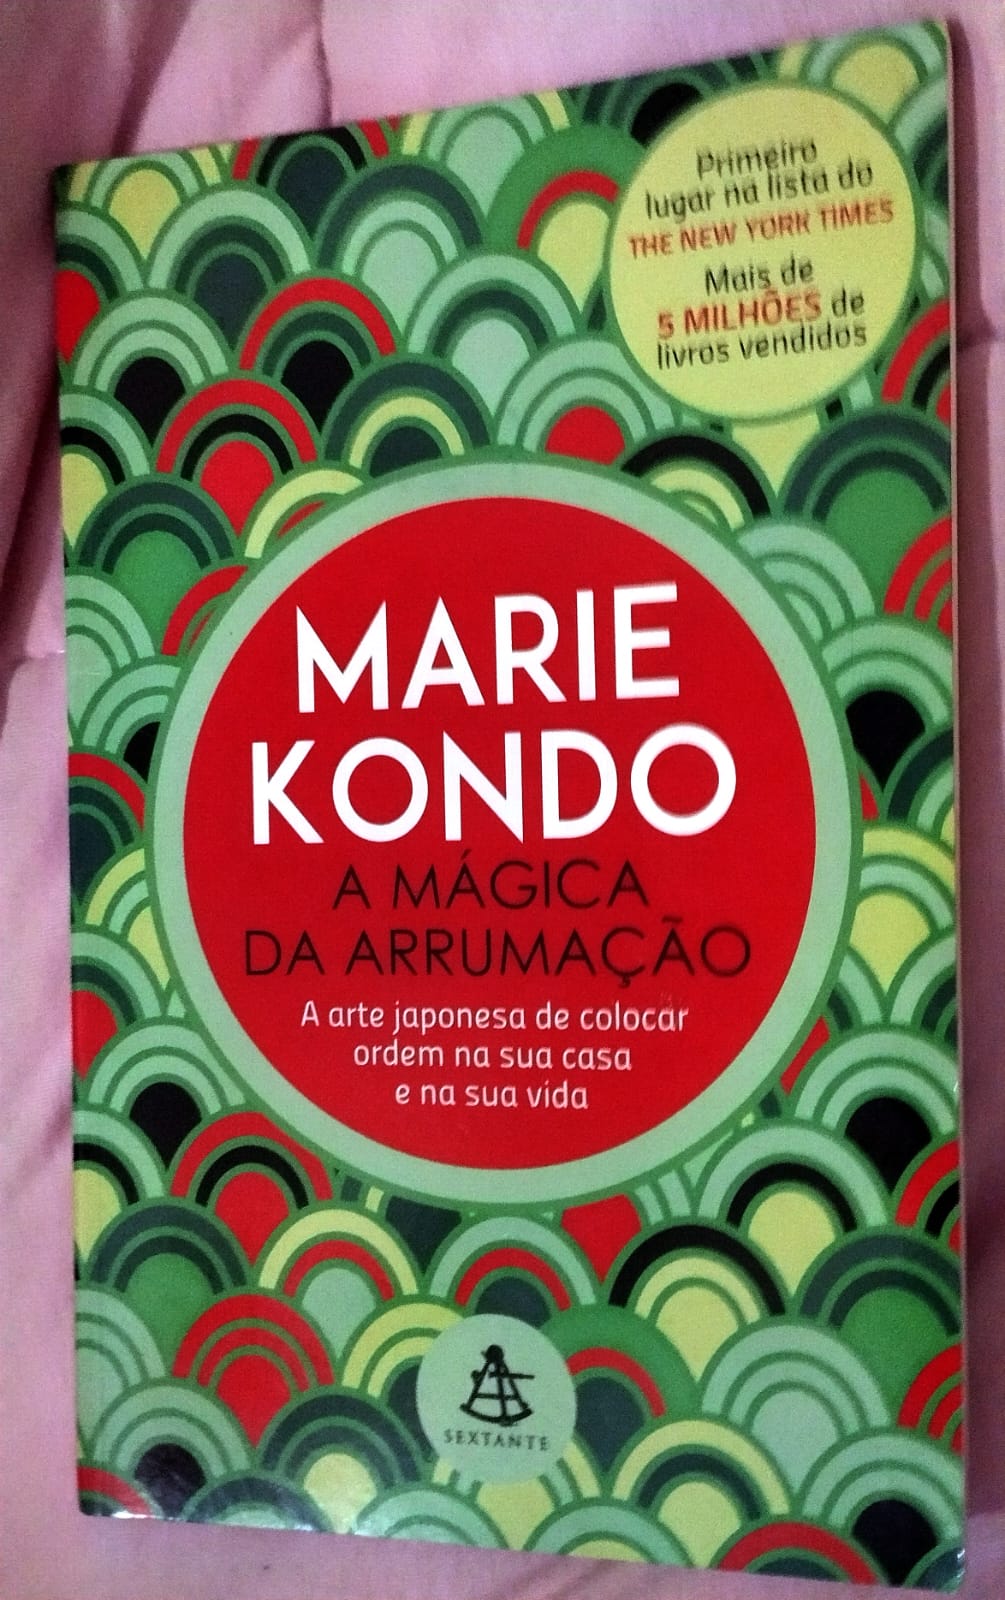 Primeiro
lugar na lista do
THE NEW YORK TIMES
Mais de
5 MILHÕES de
livros vendidos
MARIE
KONDO
A MÁGICA
DA ARRUMAÇÃO
A arte japonesa de colocar
ordem na sua casa
e na sua vida
SEXTANTE